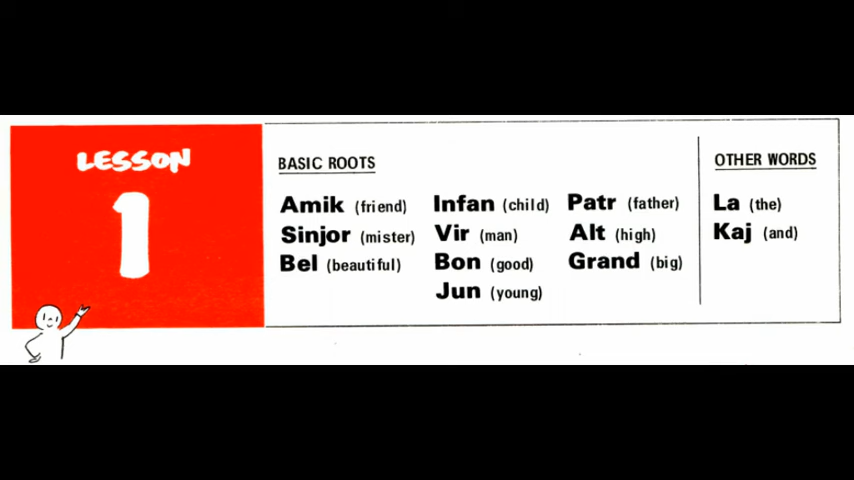 LESSON
1
BASIC ROOTS
Amik (friend) Infan (child) Patr (father)
Sinjor (mister) Vir (man) Alt (high)
Bel (beautiful) Bon (good) Grand (big)
Jun (young)
OTHER WORDS
La (the)
Kaj (and)